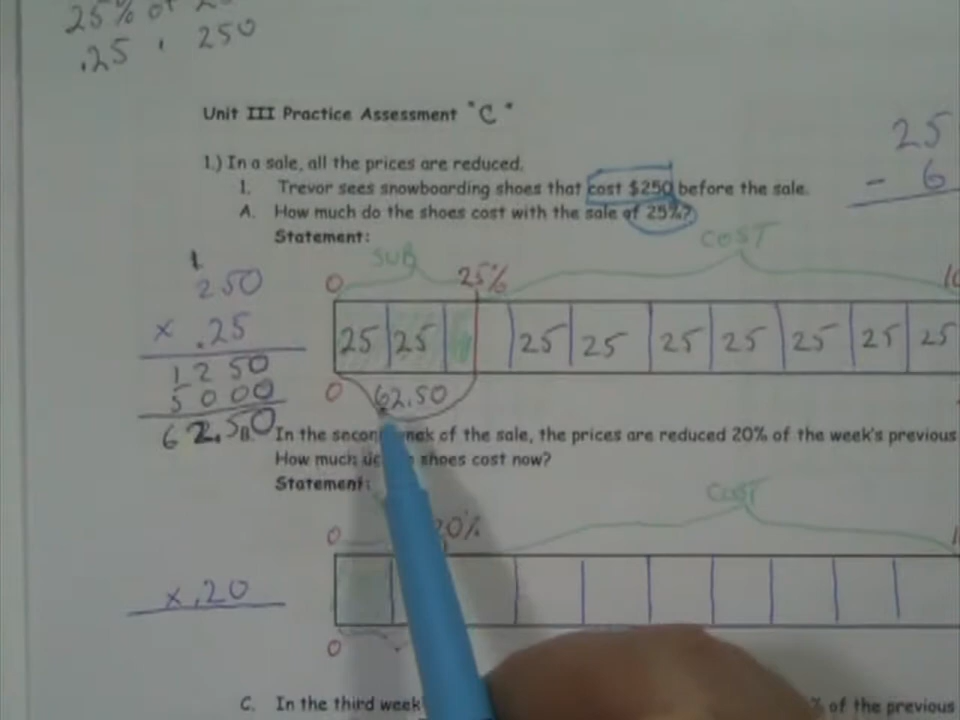 25% of
.25 · 250
Unit III Practice Assessment "C"
25
- 6
1.) In a sale, all the prices are reduced.
1. Trevor sees snowboarding shoes that cost $250 before the sale.
A. How much do the shoes cost with the sale of 25%?
Statement:
SUB
COST
1
250
x .25
1250
5000
62.50
0
25%
10
25 25 25 25 25 25 25 25 25
0
62.50
B. In the second of the sale, the prices are reduced 20% of the week's previous
How much shoes cost now?
Statement:
COST
0
20%
x .20
0
C. In the third week
% of the previous